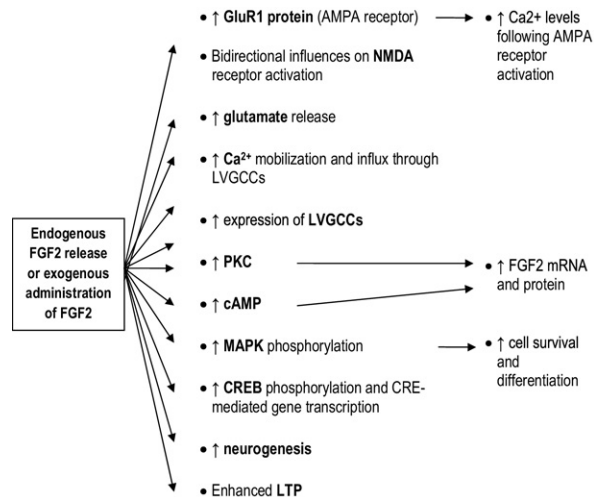 • ↑ GluR1 protein (AMPA receptor)
• ↑ Ca2+ levels
following AMPA
receptor
activation
• Bidirectional influences on NMDA
receptor activation
• ↑ glutamate release
• ↑ Ca²⁺ mobilization and influx through
LVGCCs
• ↑ expression of LVGCCs
Endogenous
FGF2 release
or exogenous
administration
of FGF2
• ↑ PKC
• ↑ FGF2 mRNA
and protein
• ↑ cAMP
• ↑ MAPK phosphorylation
• ↑ cell survival
and
differentiation
• ↑ CREB phosphorylation and CRE-
mediated gene transcription
• ↑ neurogenesis
• Enhanced LTP